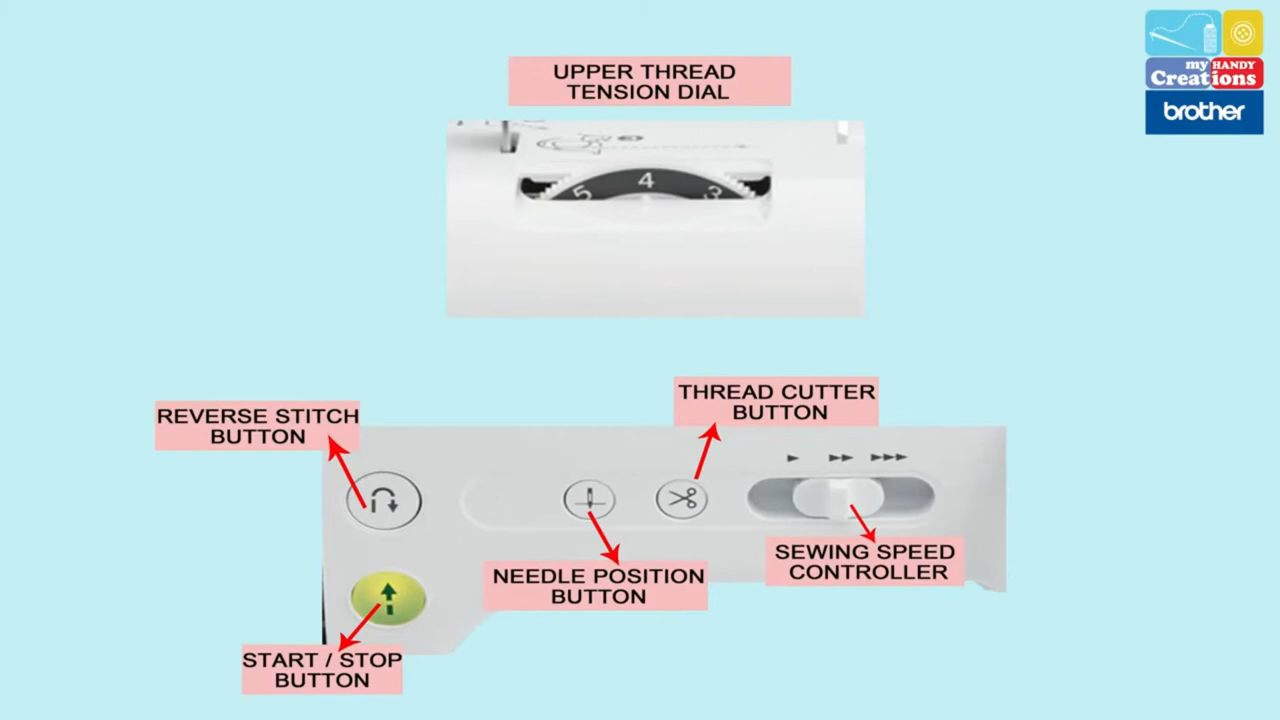 my HANDY
Creations
brother
UPPER THREAD
TENSION DIAL
5 4 3
THREAD CUTTER
BUTTON
REVERSE STITCH
BUTTON
SEWING SPEED
CONTROLLER
NEEDLE POSITION
BUTTON
START / STOP
BUTTON